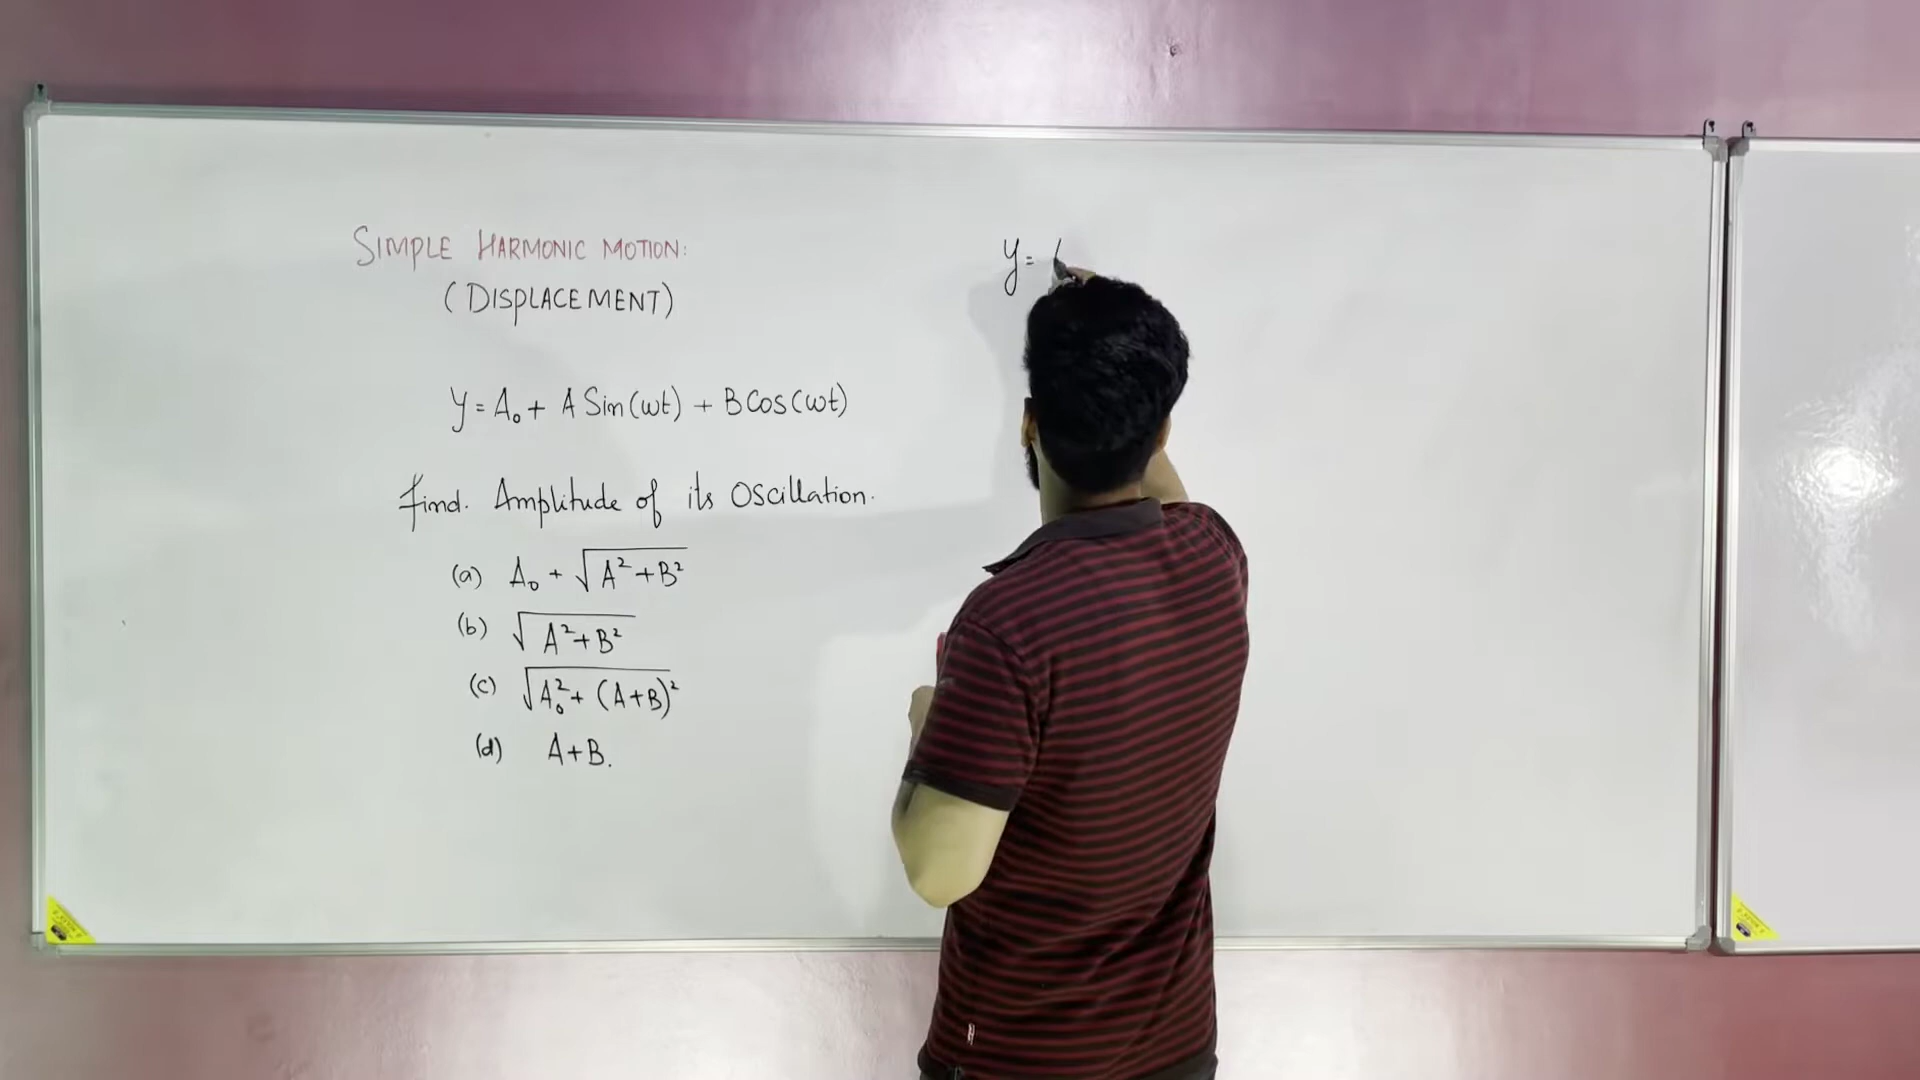 SIMPLE HARMONIC MOTION:
(DISPLACEMENT)
y = A₀ + A Sin(ωt) + B Cos(ωt)
find. Amplitude of its Oscillation.
(a) A₀ + √(A² + B²)
(b) √(A² + B²)
(c) √(A₀² + (A+B)²)
(d) A+B.
y =